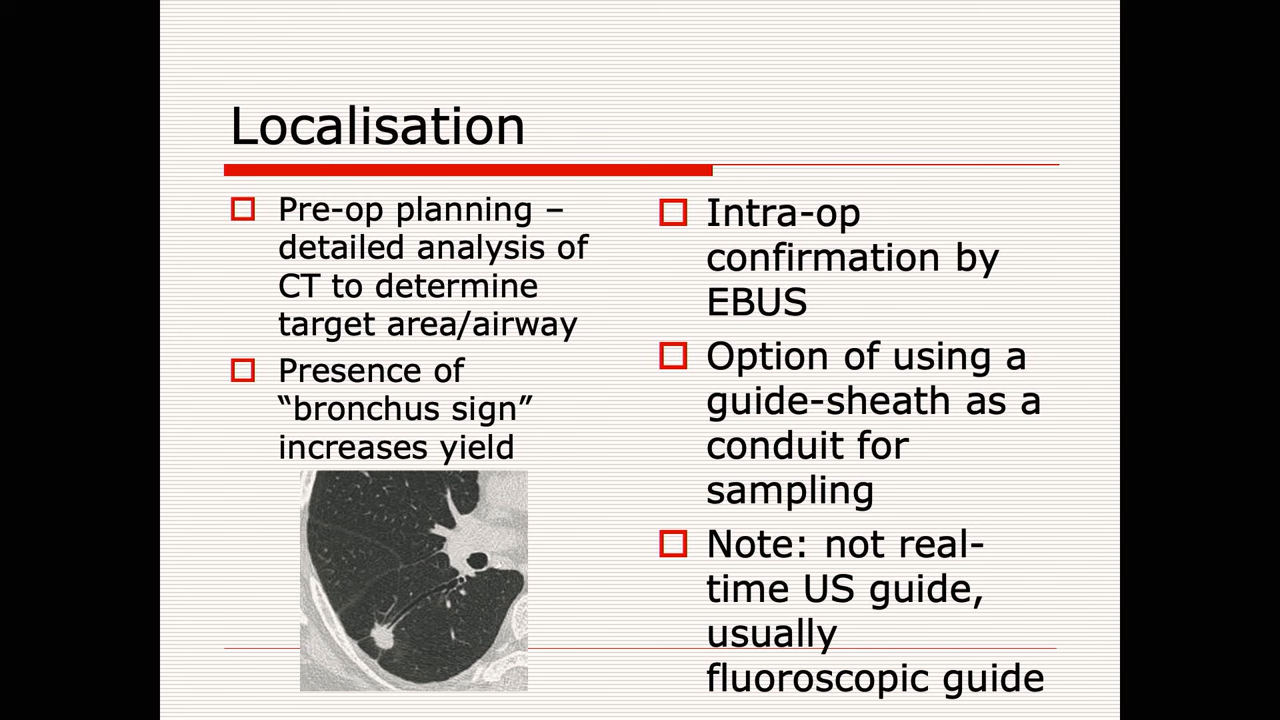 Localisation
Pre-op planning –
detailed analysis of
CT to determine
target area/airway
Presence of
“bronchus sign”
increases yield
Intra-op
confirmation by
EBUS
Option of using a
guide-sheath as a
conduit for
sampling
Note: not real-
time US guide,
usually
fluoroscopic guide